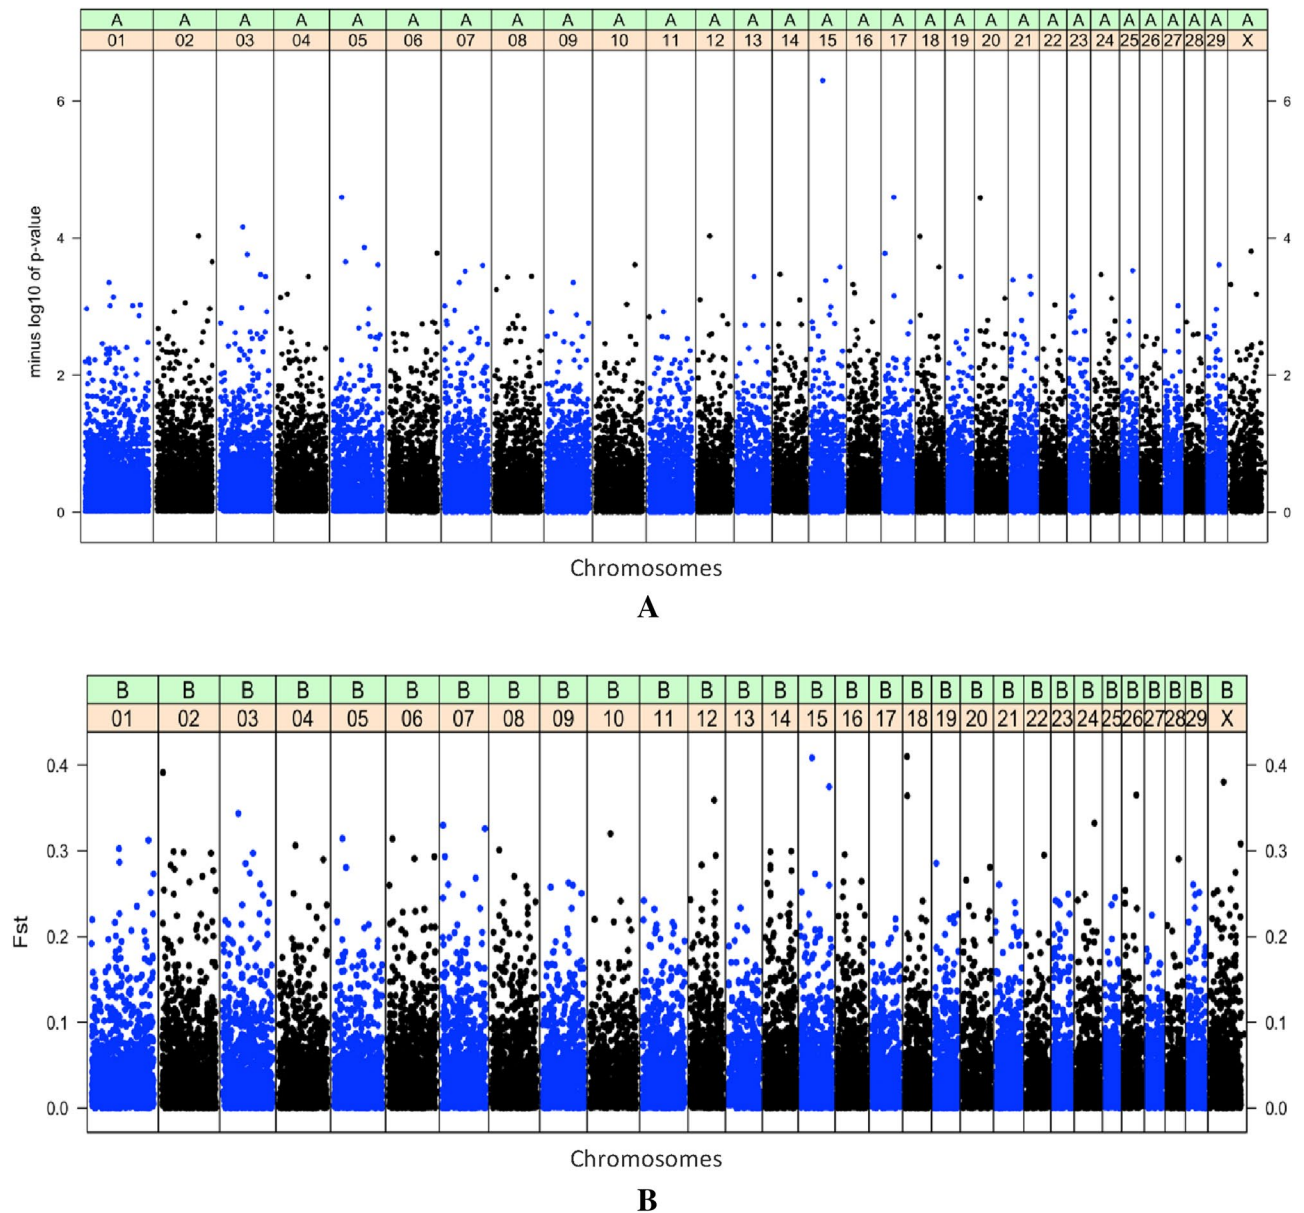 A A A A A A A A A A A A A A A A A A A A A A A A A A A A A A
01 02 03 04 05 06 07 08 09 10 11 12 13 14 15 16 17 18 19 20 21 22 23 24 25 26 27 28 29 X
6 6
4 4
2 2
0 0
minus log10 of p-value
Chromosomes
A
B B B B B B B B B B B B B B B B B B B B B B B B B B B B B B
01 02 03 04 05 06 07 08 09 10 11 12 13 14 15 16 17 18 19 20 21 22 23 24 25 26 27 28 29 X
0.4 0.4
0.3 0.3
0.2 0.2
0.1 0.1
0.0 0.0
Fst
Chromosomes
B